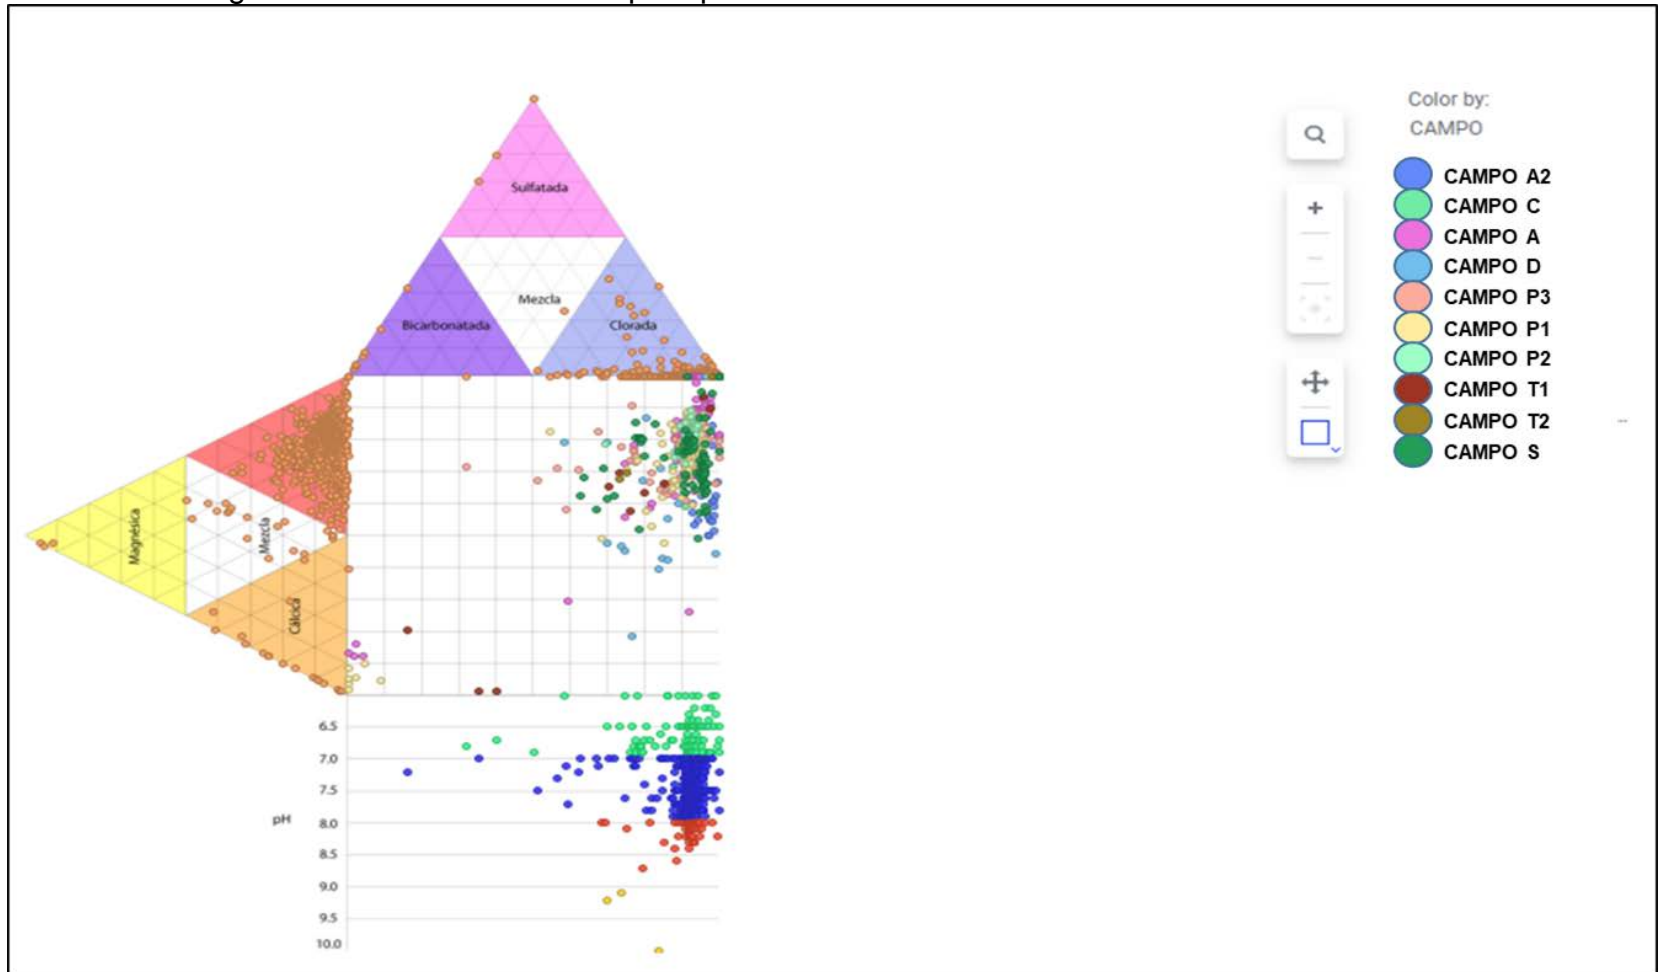 Color by:
CAMPO
CAMPO A2
CAMPO C
CAMPO A
CAMPO D
CAMPO P3
CAMPO P1
CAMPO P2
CAMPO T1
CAMPO T2
CAMPO S
Sulfatada
Mezcla
Bicarbonatada
Clorada
Magnésica
Mezcla
Cálcica
pH
6.5
7.0
7.5
8.0
8.5
9.0
9.5
10.0